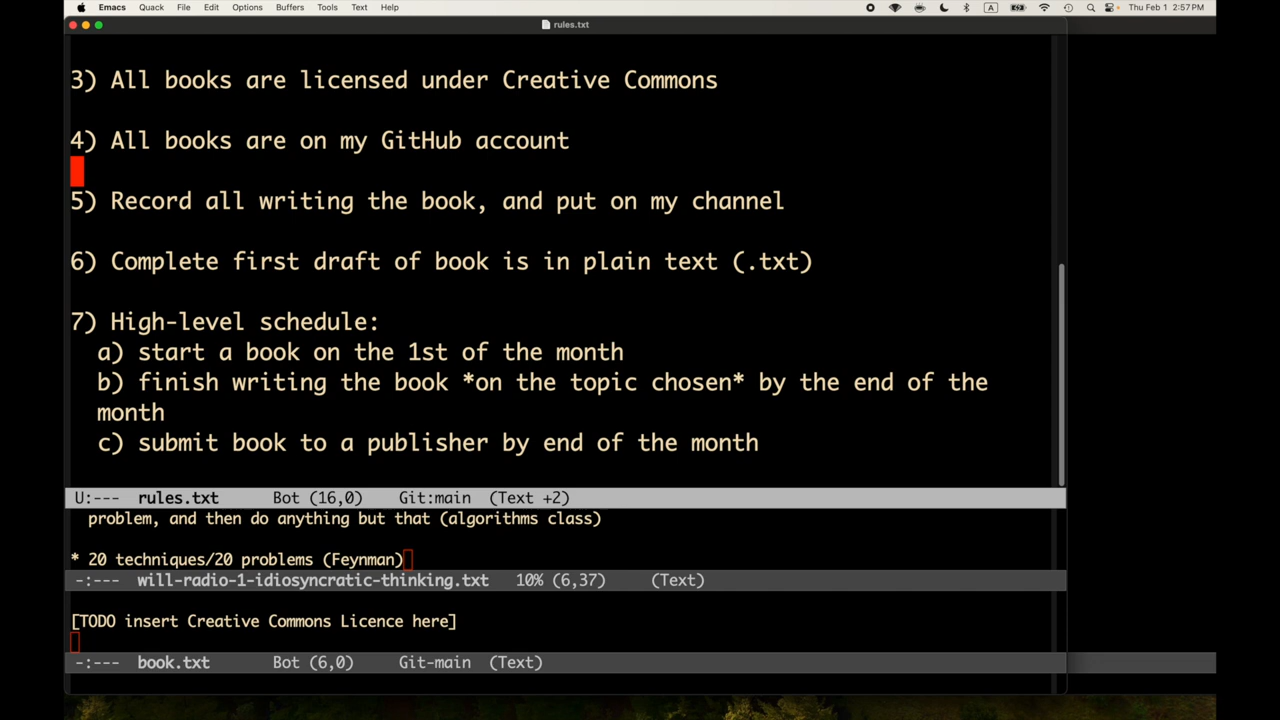 Emacs Quack File Edit Options Buffers Tools Text Help A Thu Feb 1 2:57 PM
rules.txt
3) All books are licensed under Creative Commons
4) All books are on my GitHub account
5) Record all writing the book, and put on my channel
6) Complete first draft of book is in plain text (.txt)
7) High-level schedule:
a) start a book on the 1st of the month
b) finish writing the book *on the topic chosen* by the end of the
month
c) submit book to a publisher by end of the month
U:--- rules.txt Bot (16,0) Git:main (Text +2)
problem, and then do anything but that (algorithms class)
* 20 techniques/20 problems (Feynman)
-:--- will-radio-1-idiosyncratic-thinking.txt 10% (6,37) (Text)
[TODO insert Creative Commons Licence here]
-:--- book.txt Bot (6,0) Git-main (Text)